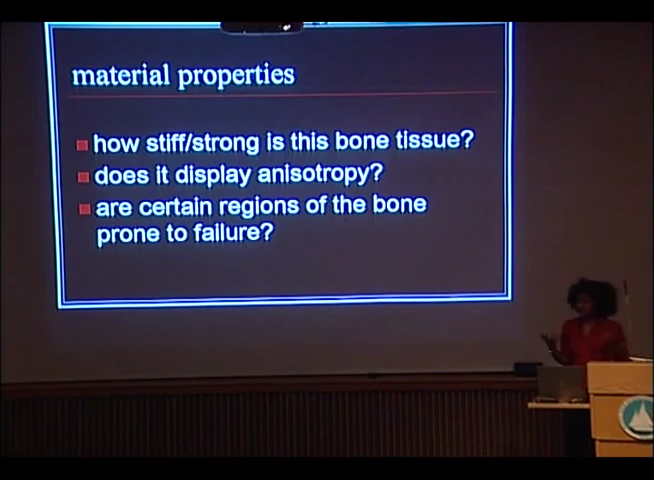 material properties
how stiff/strong is this bone tissue?
does it display anisotropy?
are certain regions of the bone
prone to failure?